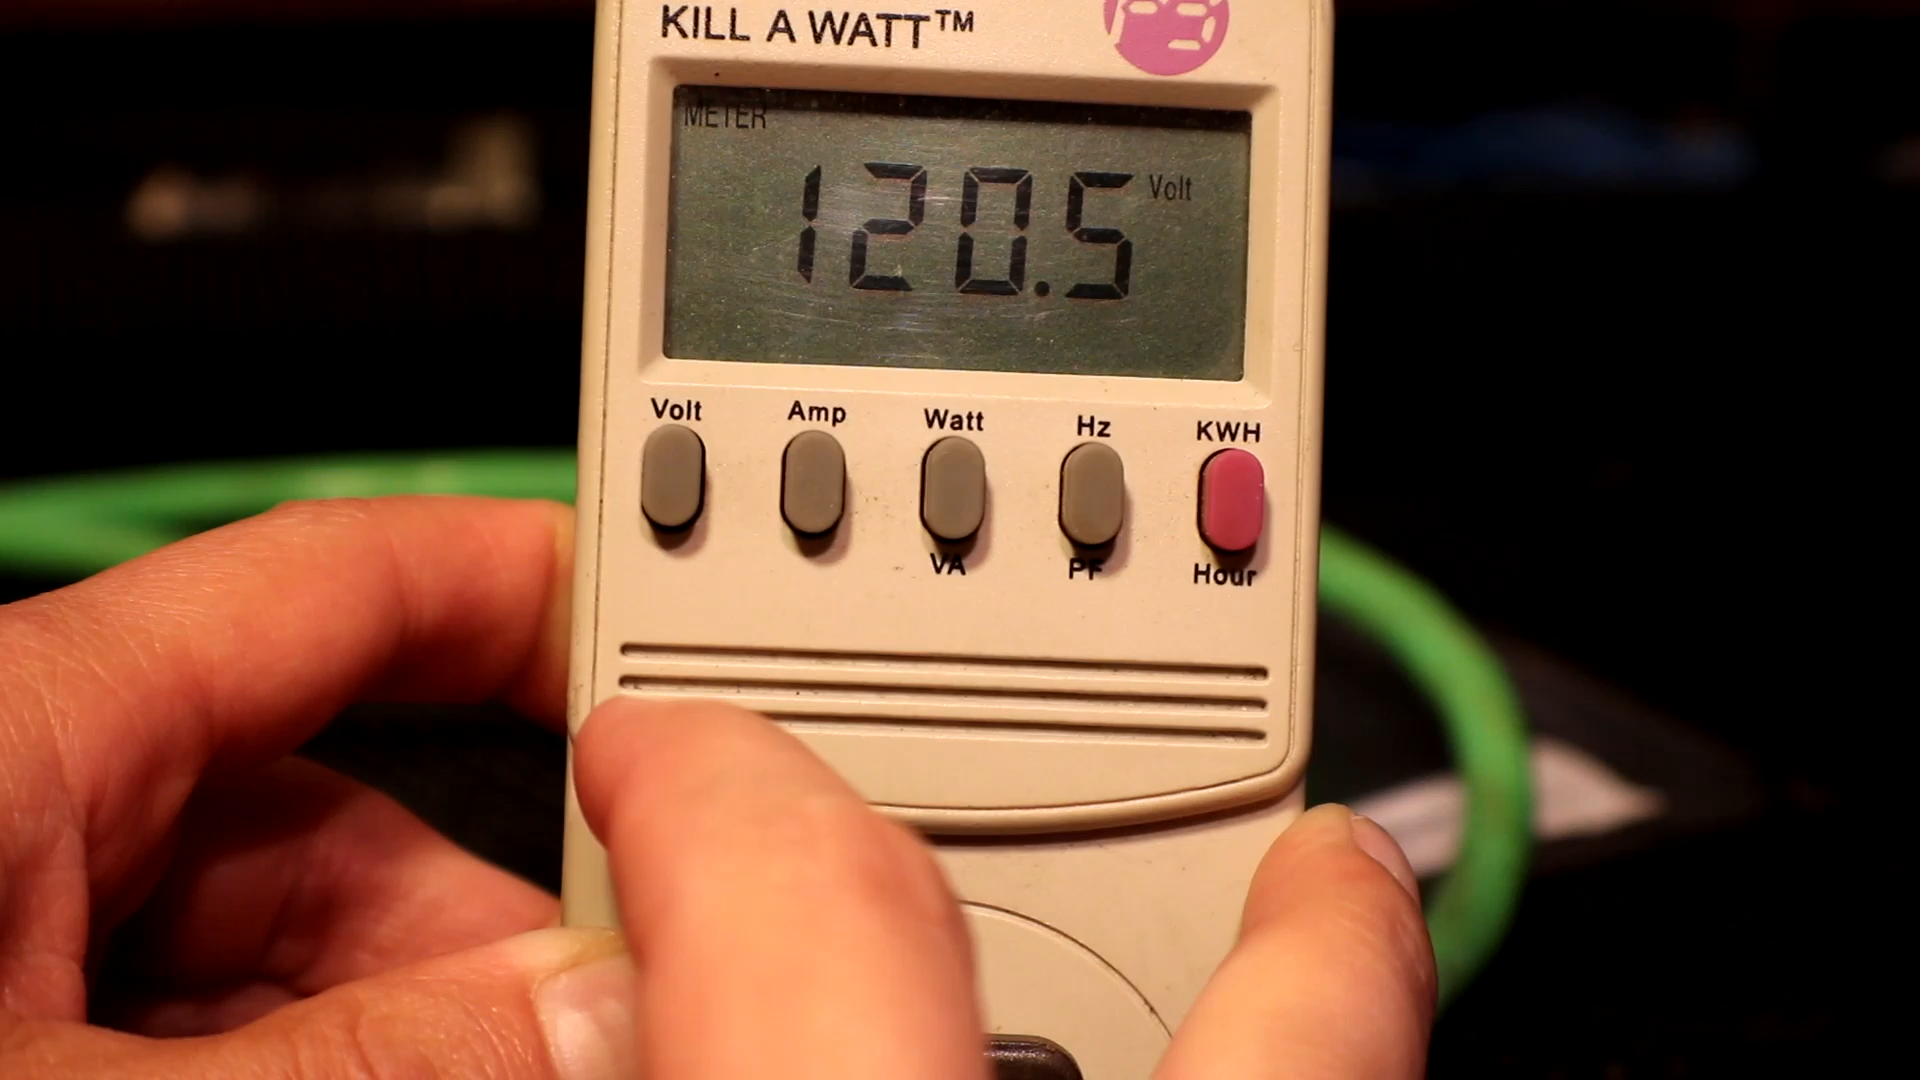 KILL A WATT™
METER
120.5 Volt
Volt Amp Watt Hz KWH
VA PF Hour